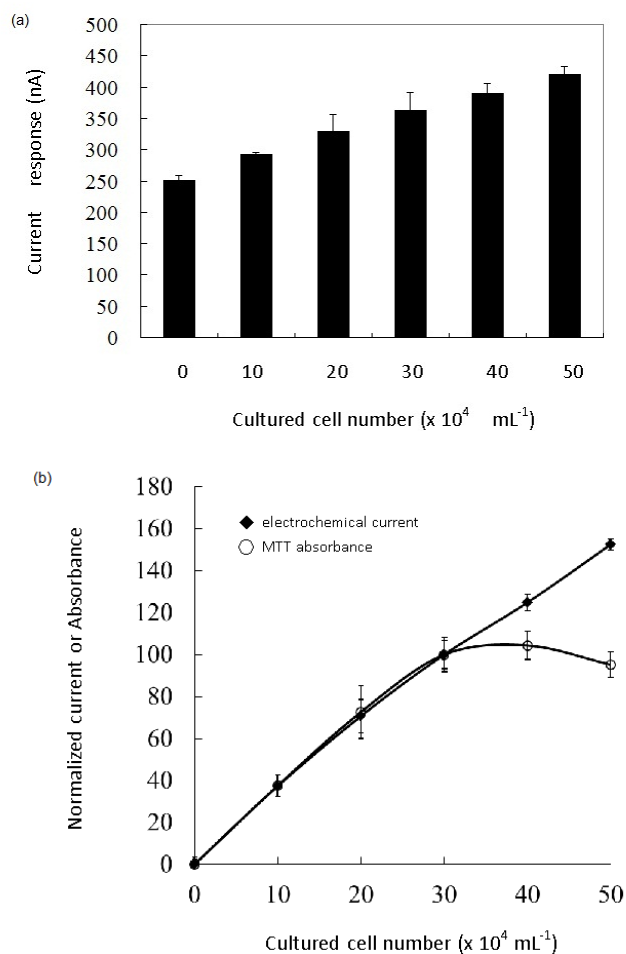 (a)
Current response (nA)
500
450
400
350
300
250
200
150
100
50
0
0 10 20 30 40 50
Cultured cell number (x 10⁴ mL⁻¹)
(b)
Normalized current or Absorbance
180
160
140
120
100
80
60
40
20
0
electrochemical current
MTT absorbance
0 10 20 30 40 50
Cultured cell number (x 10⁴ mL⁻¹)